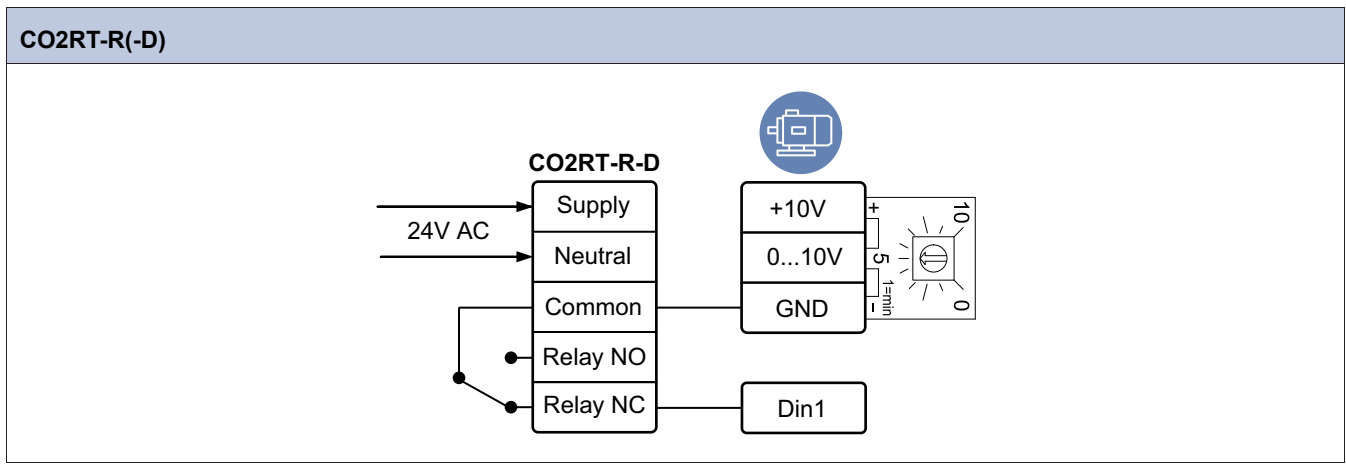 CO2RT-R(-D)
CO2RT-R-D
24V AC
Supply
Neutral
Common
Relay NO
Relay NC
+10V
0...10V
GND
Din1
+
-
10
5
0
1=min